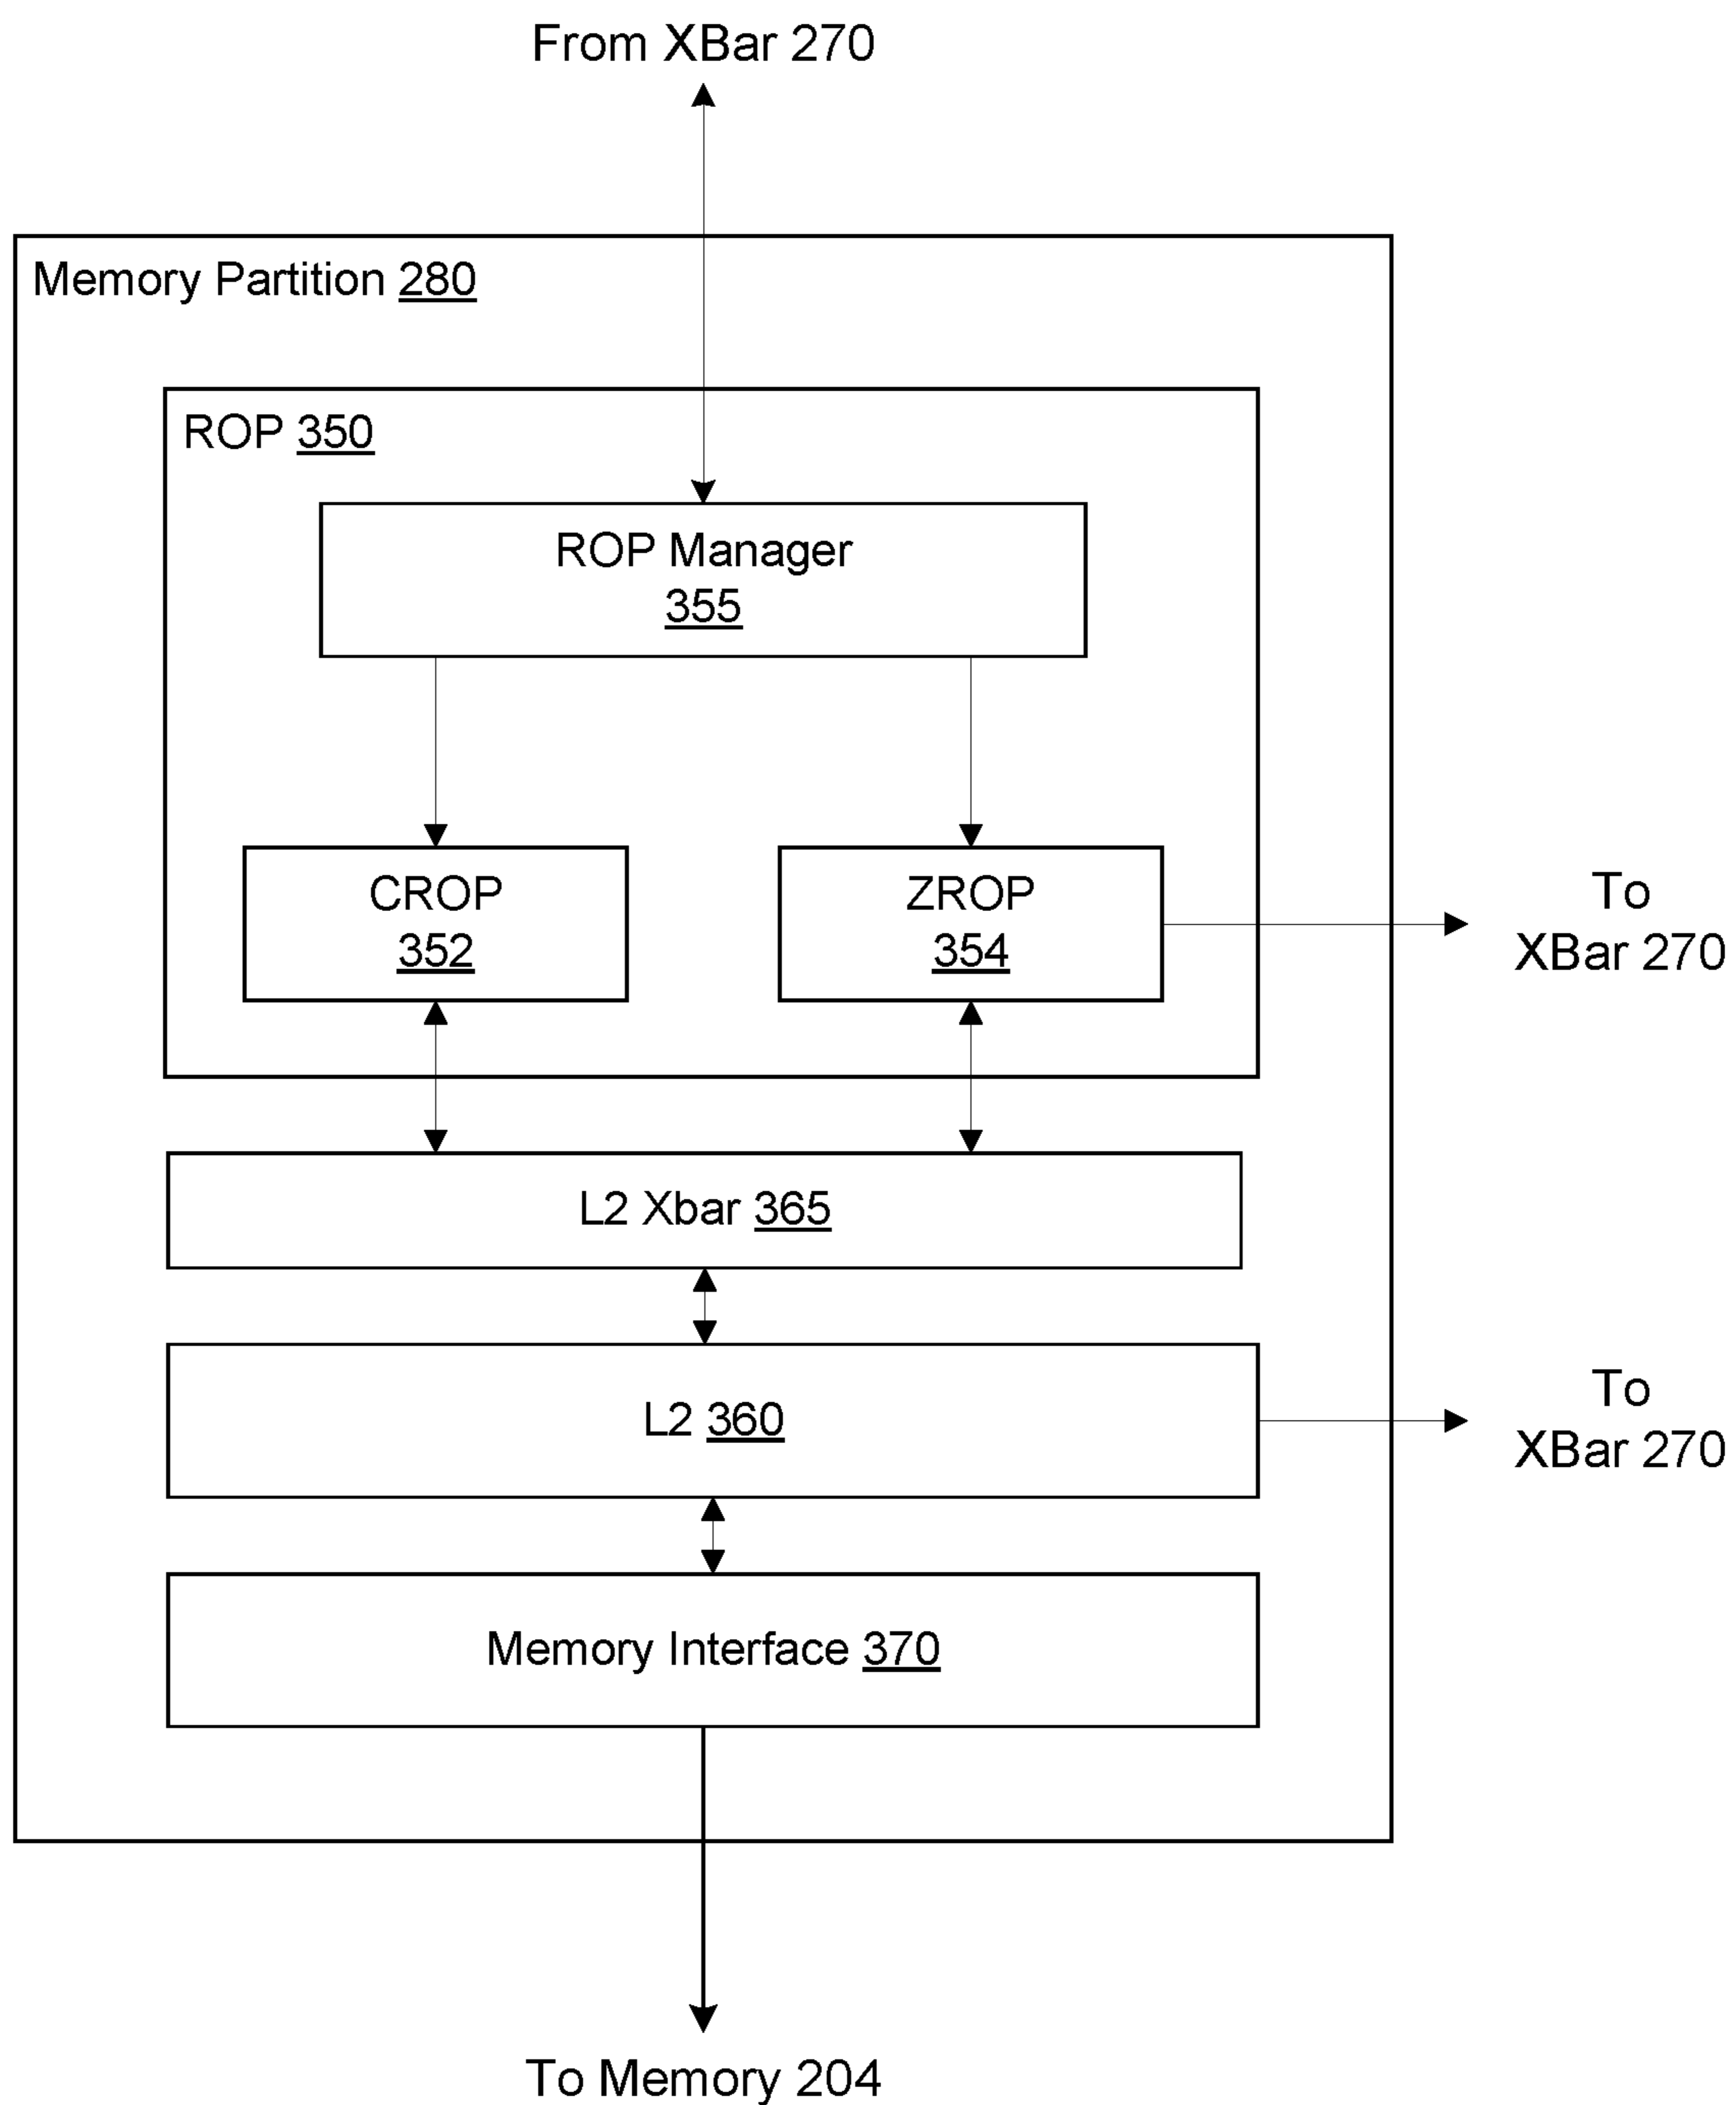 From XBar 270
Memory Partition 280
ROP 350
ROP Manager
355
CROP
352
ZROP
354
To
XBar 270
L2 Xbar 365
L2 360
To
XBar 270
Memory Interface 370
To Memory 204